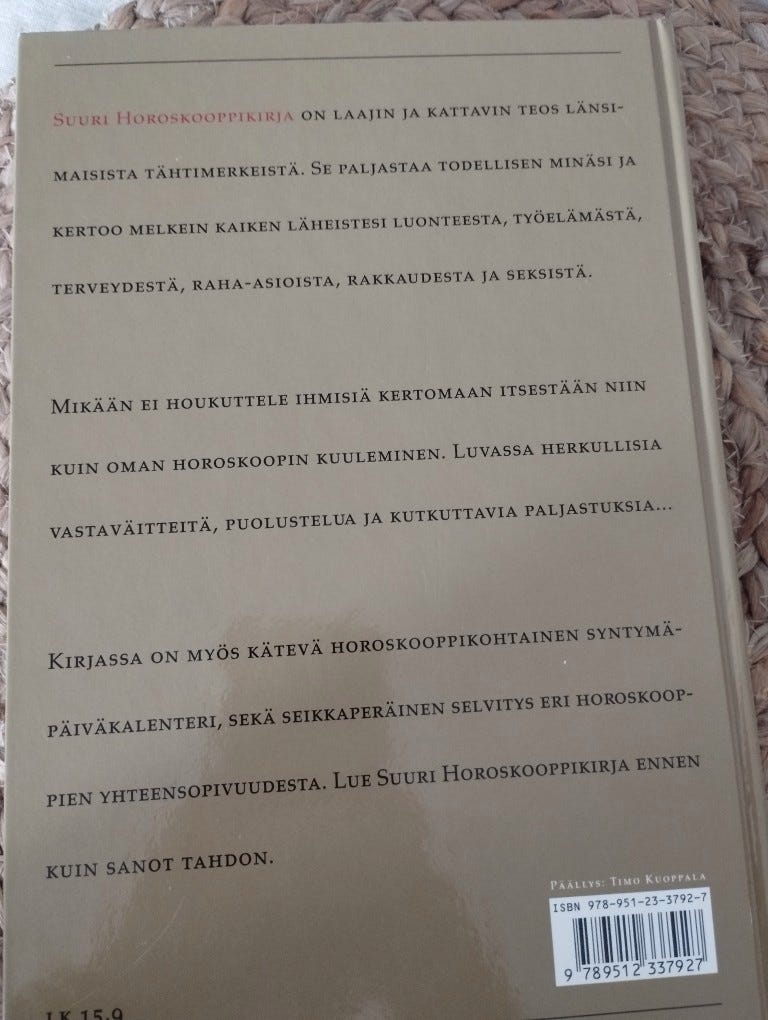 Suuri Horoskooppikirja on laajin ja kattavin teos länsi-
maisista tähtimerkeistä. Se paljastaa todellisen minäsi ja
kertoo melkein kaiken läheistesi luonteesta, työelämästä,
terveydestä, raha-asioista, rakkaudesta ja seksistä.
Mikään ei houkuttele ihmisiä kertomaan itsestään niin
kuin oman horoskoopin kuuleminen. Luvassa herkullisia
vastaväitteitä, puolustelua ja kutkuttavia paljastuksia...
Kirjassa on myös kätevä horoskooppikohtainen syntymä-
päiväkalenteri, sekä seikkaperäinen selvitys eri horoskoop-
pien yhteensopivuudesta. Lue Suuri Horoskooppikirja ennen
kuin sanot tahdon.
Päällys: Timo Kuoppala
ISBN 978-951-23-3792-7
9 789512 337927
LK 15.9